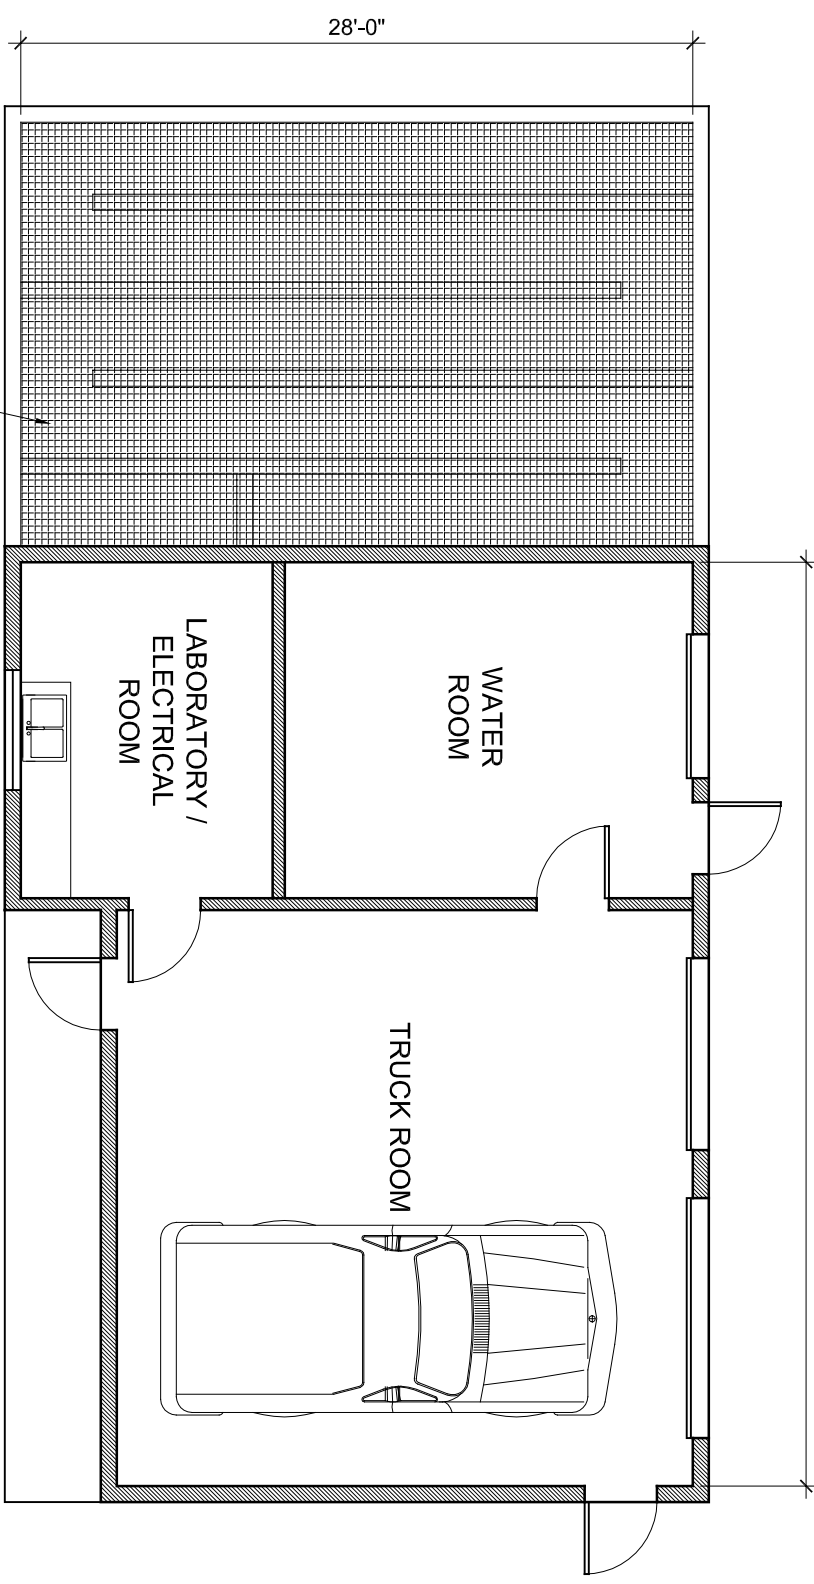 28'-0"
LABORATORY /
ELECTRICAL
ROOM
WATER
ROOM
TRUCK ROOM